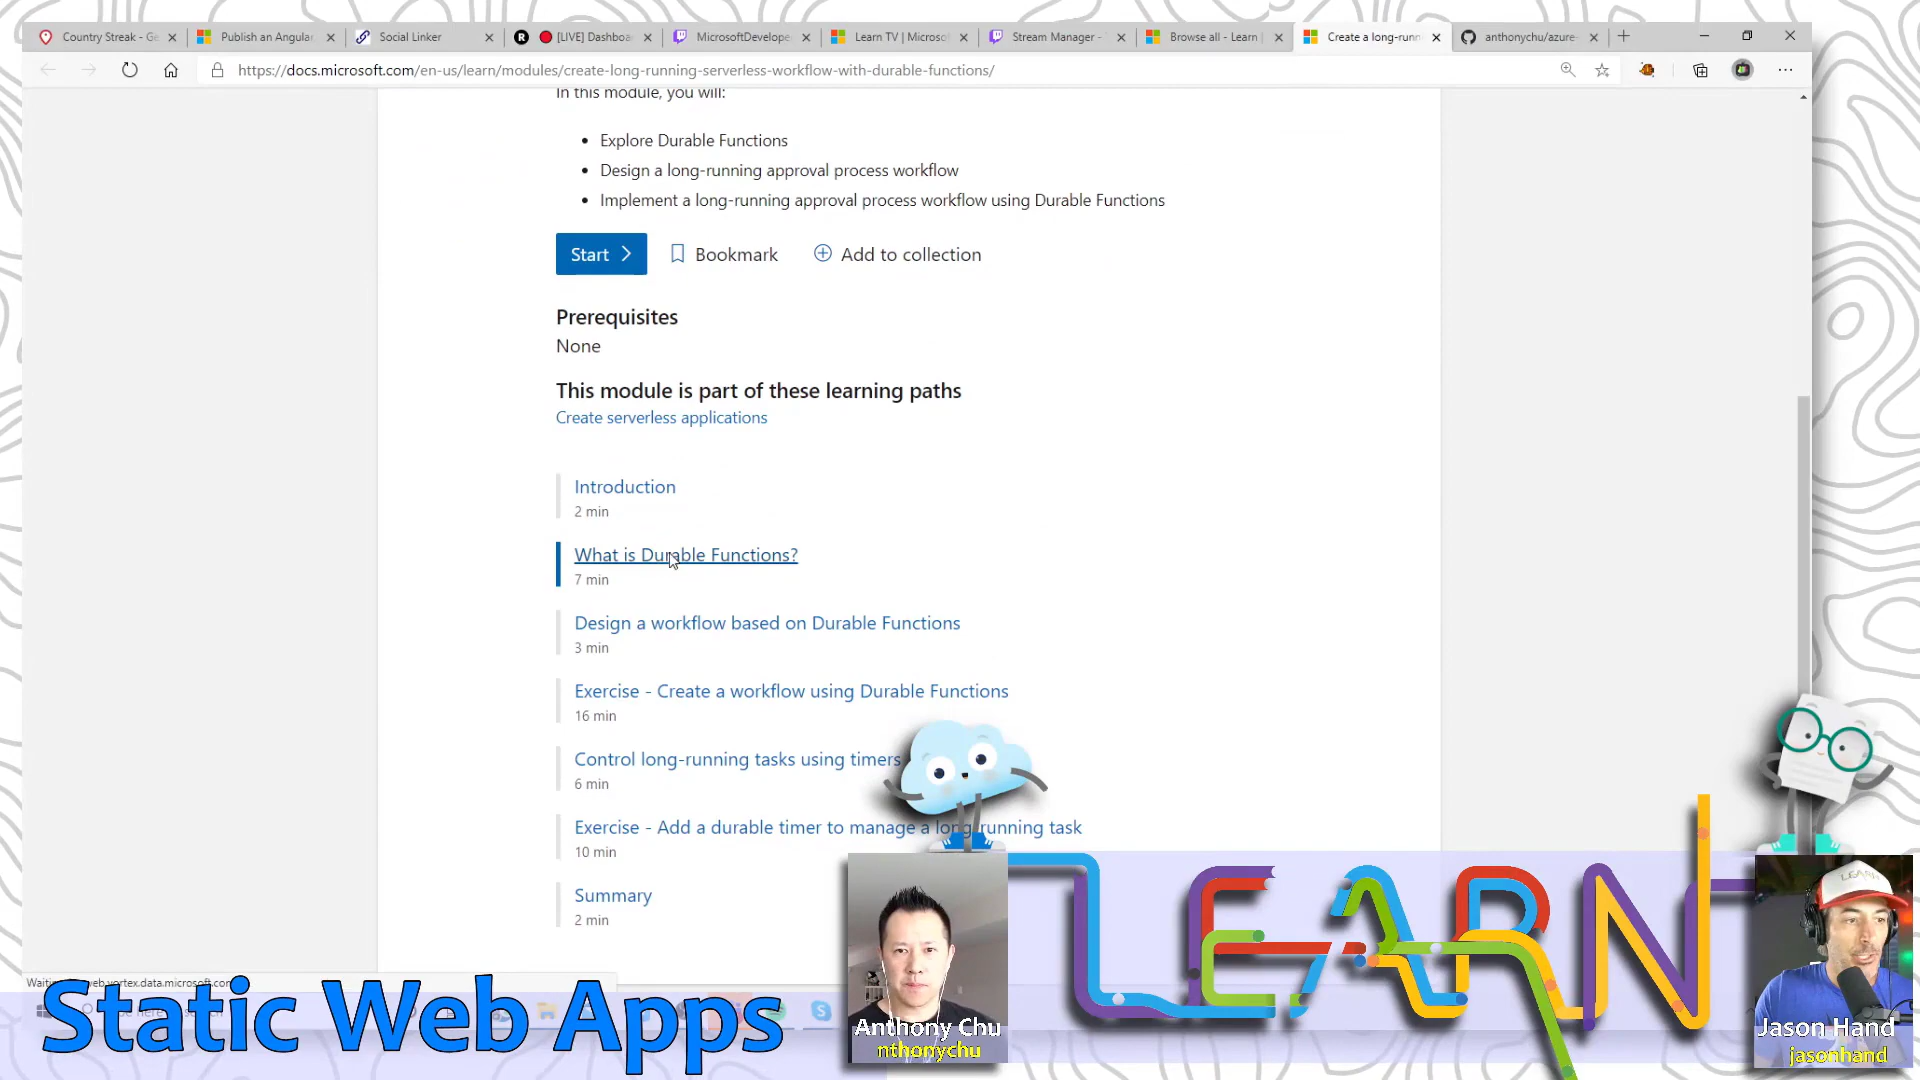 Country Streak - Ge
Publish an Angular
Social Linker
[LIVE] Dashboa
MicrosoftDevelope
Learn TV | Microso
Stream Manager -
Browse all - Learn |
Create a long-runn
anthonychu/azure-
https://docs.microsoft.com/en-us/learn/modules/create-long-running-serverless-workflow-with-durable-functions/
In this module, you will:
• Explore Durable Functions
• Design a long-running approval process workflow
• Implement a long-running approval process workflow using Durable Functions
Start
Bookmark
Add to collection
Prerequisites
None
This module is part of these learning paths
Create serverless applications
Introduction
2 min
What is Durable Functions?
7 min
Design a workflow based on Durable Functions
3 min
Exercise - Create a workflow using Durable Functions
16 min
Control long-running tasks using timers
6 min
Exercise - Add a durable timer to manage a long-running task
10 min
Summary
2 min
Static Web Apps
Anthony Chu
nthonychu
LEARN
Jason Hand
jasonhand